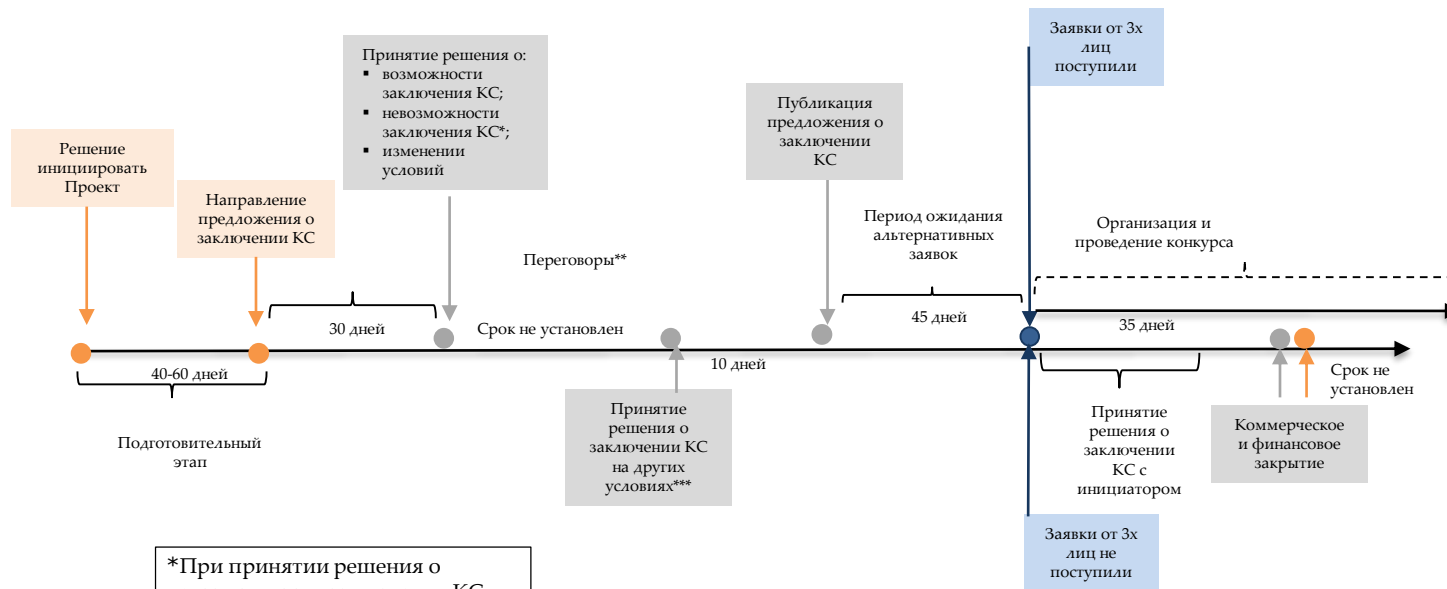 Заявки от 3х
лиц
поступили
Принятие решения о:
▪ возможности
заключения КС;
▪ невозможности
заключения КС*;
▪ изменении
условий
Публикация
предложения о
заключении
КС
Решение
инициировать
Проект
Направление
предложения о
заключении КС
Переговоры**
Период ожидания
альтернативных
заявок
Организация и
проведение конкурса
30 дней
Срок не установлен
45 дней
35 дней
40-60 дней
10 дней
Срок не
установлен
Подготовительный
этап
Принятие
решения о
заключении КС
на других
условиях***
Принятие
решения о
заключении
КС с
инициатором
Коммерческое
и финансовое
закрытие
Заявки от 3х
лиц не
поступили
*При принятии решения о
КС